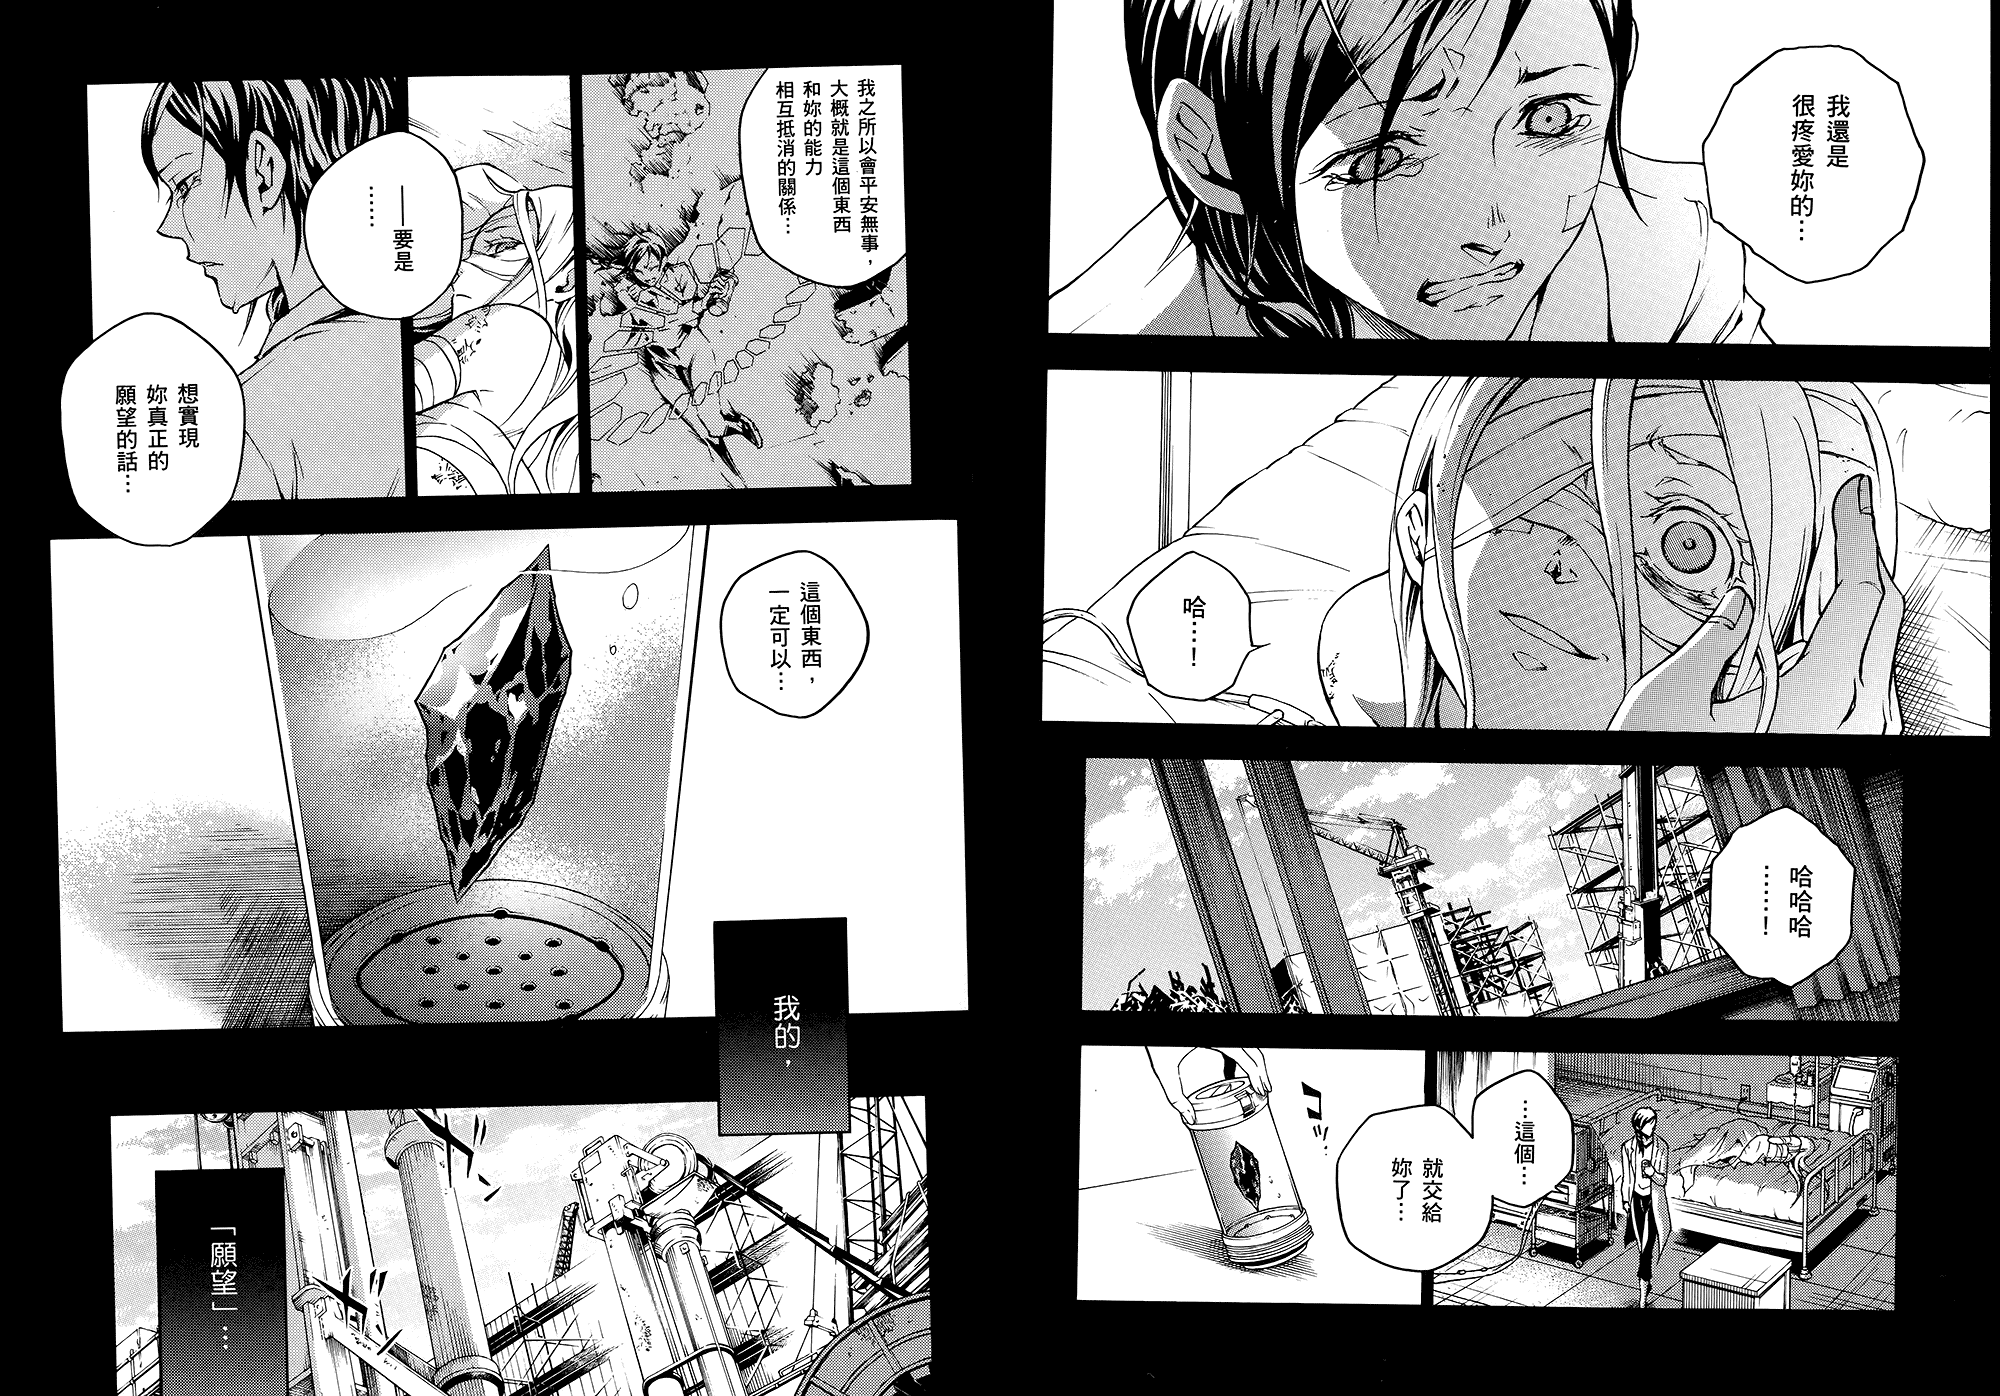 我還是
很疼愛妳的…
哈……！
哈哈哈
……！
…這個…
就交給
妳了…
我之所以會平安無事，
大概就是這個東西
和妳的能力
相互抵消的關係…
——要是
……
想實現
妳真正的
願望的話…
這個東西，
一定可以…
我的，
「願望」…